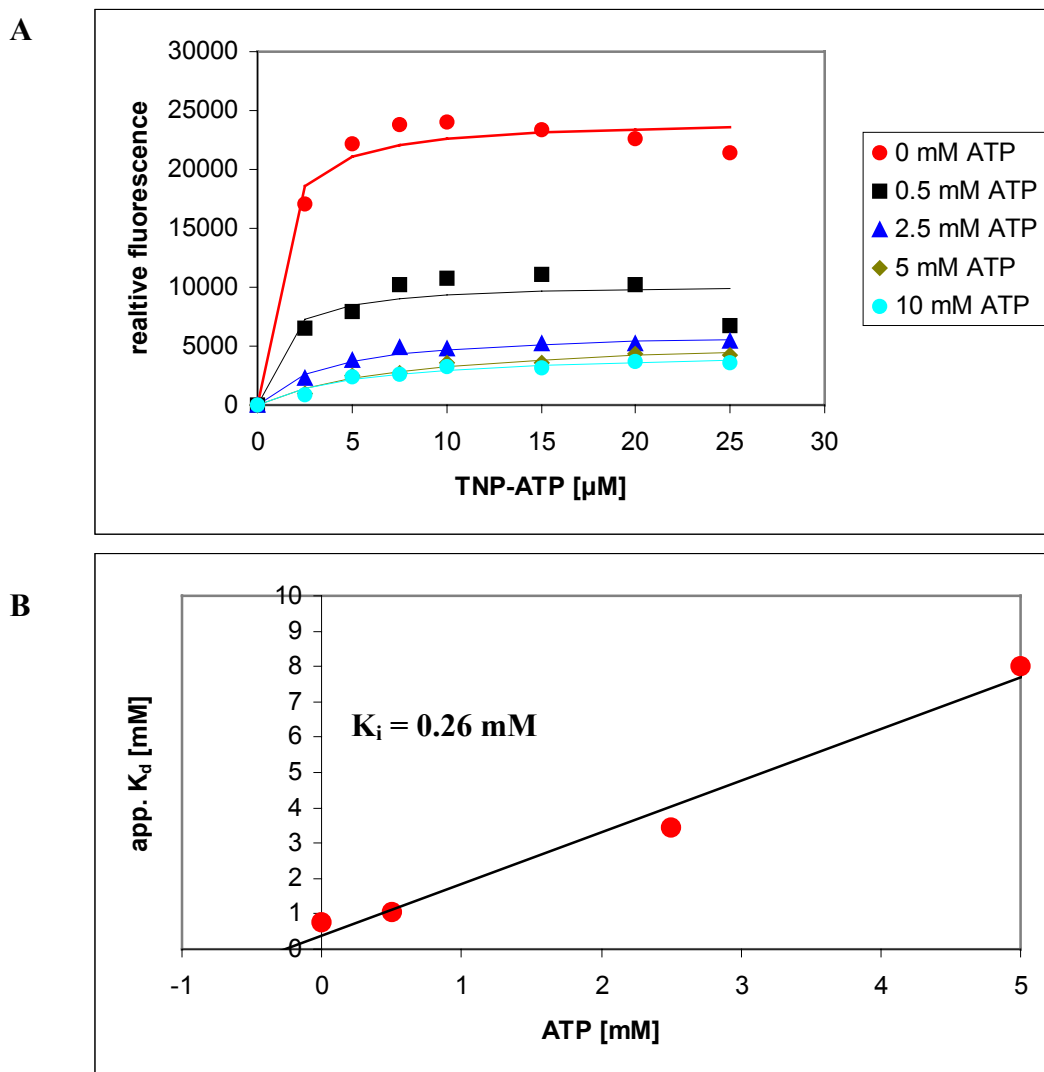 A
30000
25000
20000
15000
10000
5000
0
realtive fluorescence
0 5 10 15 20 25 30
TNP-ATP [µM]
0 mM ATP
0.5 mM ATP
2.5 mM ATP
5 mM ATP
10 mM ATP
B
10
9
8
7
6
5
4
3
2
1
0
app. Kd [mM]
Ki = 0.26 mM
-1 0 1 2 3 4 5
ATP [mM]